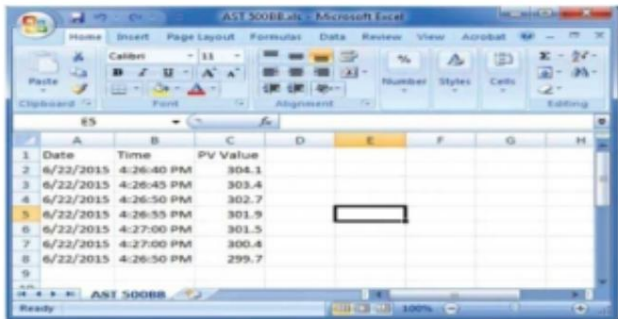 AST 500BB.xls - Microsoft Excel
Home Insert Page Layout Formulas Data Review View Acrobat
Paste
Calibri 11
B I U A A
Number Styles Cells
Clipboard Font Alignment Editing
E5 fx
A B C D E F G H
1 Date Time PV Value
2 6/22/2015 4:26:40 PM 304.1
3 6/22/2015 4:26:45 PM 303.4
4 6/22/2015 4:26:50 PM 302.7
5 6/22/2015 4:26:55 PM 301.9
6 6/22/2015 4:27:00 PM 301.5
7 6/22/2015 4:27:00 PM 300.4
8 6/22/2015 4:26:50 PM 299.7
9
AST 500BB
Ready 100%